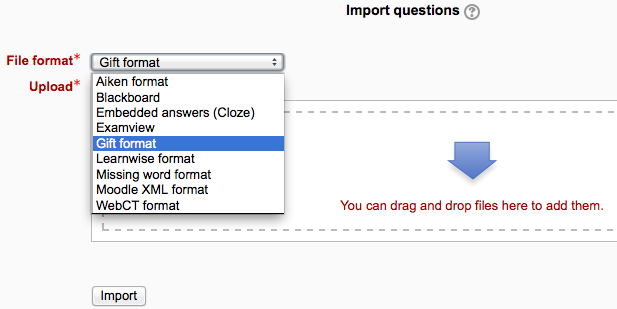 Import questions ?
File format* Gift format
Upload*
Aiken format
Blackboard
Embedded answers (Cloze)
Examview
Gift format
Learnwise format
Missing word format
Moodle XML format
WebCT format
You can drag and drop files here to add them.
Import